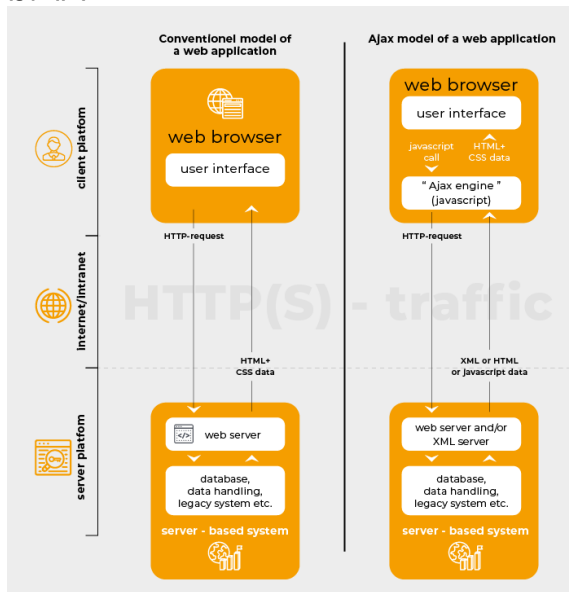 Conventionel model of
a web application
Ajax model of a web application
client platfom
web browser
user interface
web browser
user interface
javascript
call
HTML+
CSS data
" Ajax engine "
(javascript)
Internet/Intranet
HTTP-request
HTTP-request
HTTP(S) - traffic
HTML+
CSS data
XML or HTML
or Javascript data
server platfom
web server
database,
data handling,
legacy system etc.
server - based system
web server and/or
XML server
database,
data handling,
legacy system etc.
server - based system